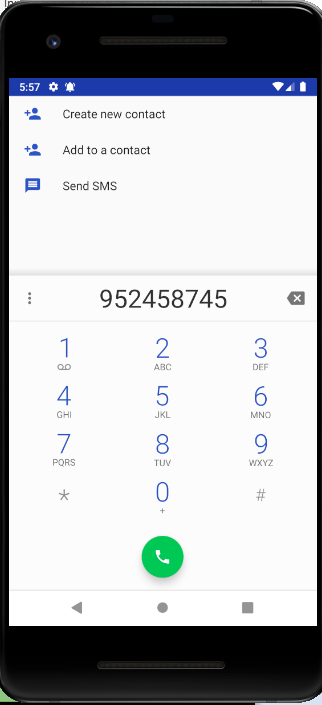 5:57
Create new contact
Add to a contact
Send SMS
952458745
1 2 3
ABC DEF
4 5 6
GHI JKL MNO
7 8 9
PQRS TUV WXYZ
* 0 #
+